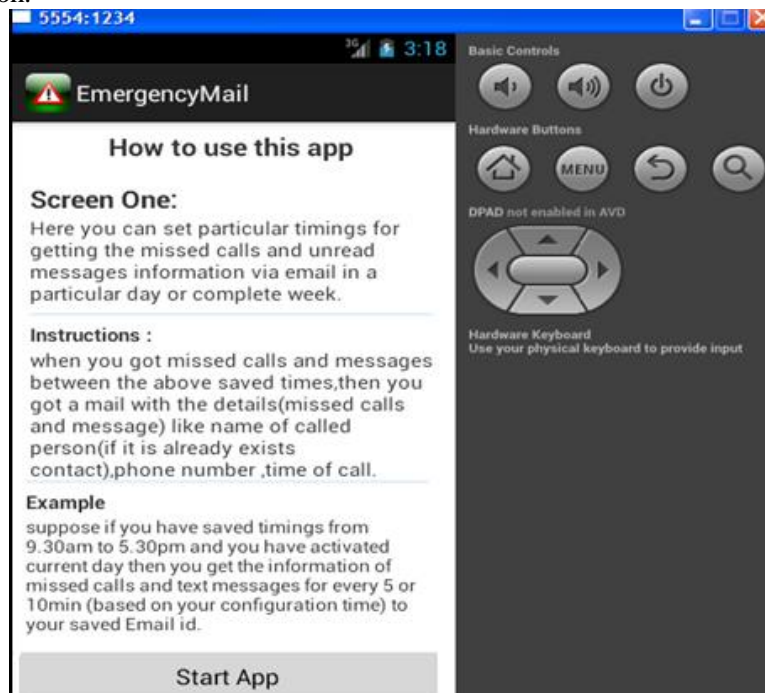 on.
5554:1234
3G 3:18
EmergencyMail
How to use this app
Screen One:
Here you can set particular timings for
getting the missed calls and unread
messages information via email in a
particular day or complete week.
Instructions :
when you got missed calls and messages
between the above saved times,then you
got a mail with the details(missed calls
and message) like name of called
person(if it is already exists
contact),phone number ,time of call.
Example
suppose if you have saved timings from
9.30am to 5.30pm and you have activated
current day then you get the information of
missed calls and text messages for every 5 or
10min (based on your configuration time) to
your saved Email id.
Start App
Basic Controls
Hardware Buttons
MENU
DPAD not enabled in AVD
Hardware Keyboard
Use your physical keyboard to provide input